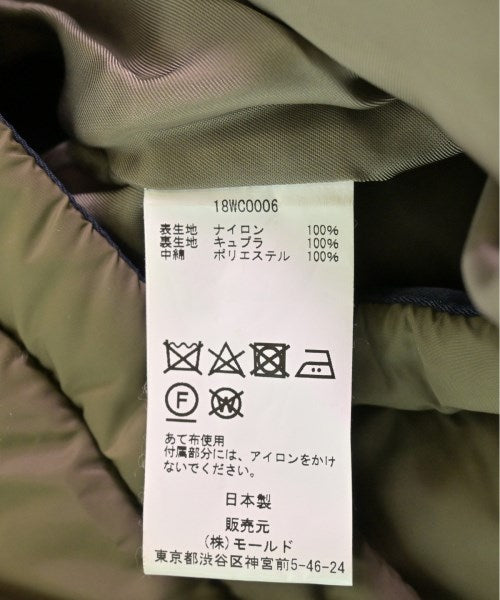 18WC0006
表生地 ナイロン 100%
裏生地 キュプラ 100%
中綿 ポリエステル 100%
F
W
あて布使用
付属部分には、アイロンをかけ
ないでください。
日本製
販売元
(株)モールド
東京都渋谷区神宮前5-46-24